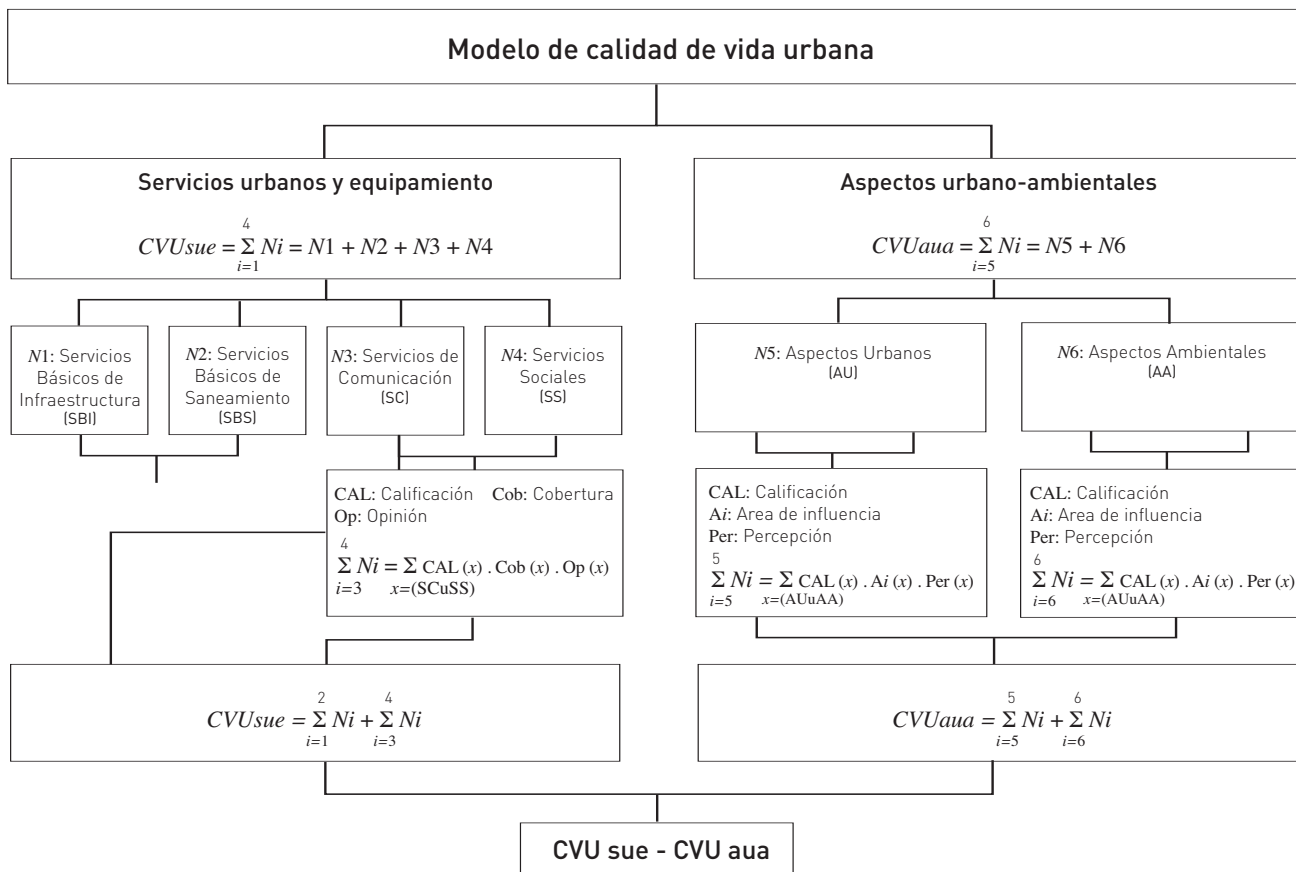 Modelo de calidad de vida urbana
Servicios urbanos y equipamiento
4
CVUsue = Σ Ni = N1 + N2 + N3 + N4
i=1
Aspectos urbano-ambientales
6
CVUaua = Σ Ni = N5 + N6
i=5
N1: Servicios
Básicos de
Infraestructura
(SBI)
N2: Servicios
Básicos de
Saneamiento
(SBS)
N3: Servicios de
Comunicación
(SC)
N4: Servicios
Sociales
(SS)
N5: Aspectos Urbanos
(AU)
N6: Aspectos Ambientales
(AA)
CAL: Calificación Cob: Cobertura
Op: Opinión
4
Σ Ni = Σ CAL (x) . Cob (x) . Op (x)
i=3 x=(SCuSS)
CAL: Calificación
Ai: Area de influencia
Per: Percepción
5
Σ Ni = Σ CAL (x) . Ai (x) . Per (x)
i=5 x=(AUuAA)
CAL: Calificación
Ai: Area de influencia
Per: Percepción
6
Σ Ni = Σ CAL (x) . Ai (x) . Per (x)
i=6 x=(AUuAA)
2 4
CVUsue = Σ Ni + Σ Ni
i=1 i=3
5 6
CVUaua = Σ Ni + Σ Ni
i=5 i=6
CVU sue - CVU aua